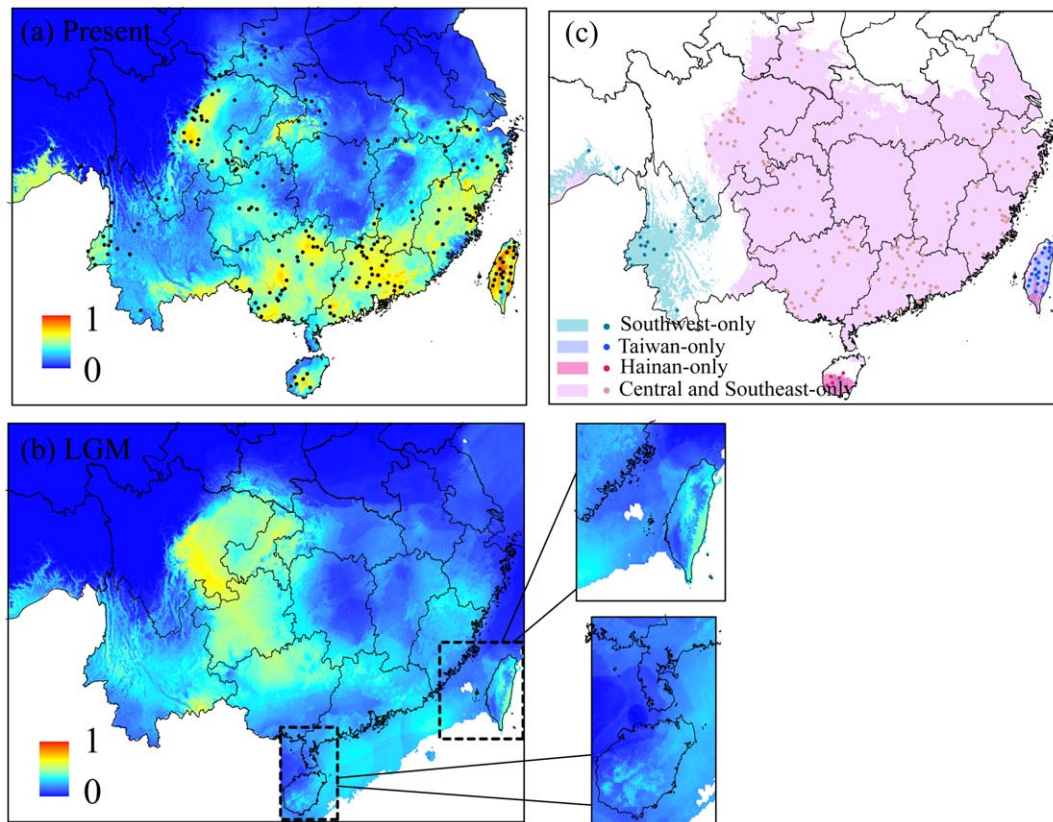 (a) Present
1
0
(c)
Southwest-only
Taiwan-only
Hainan-only
Central and Southeast-only
(b) LGM
1
0